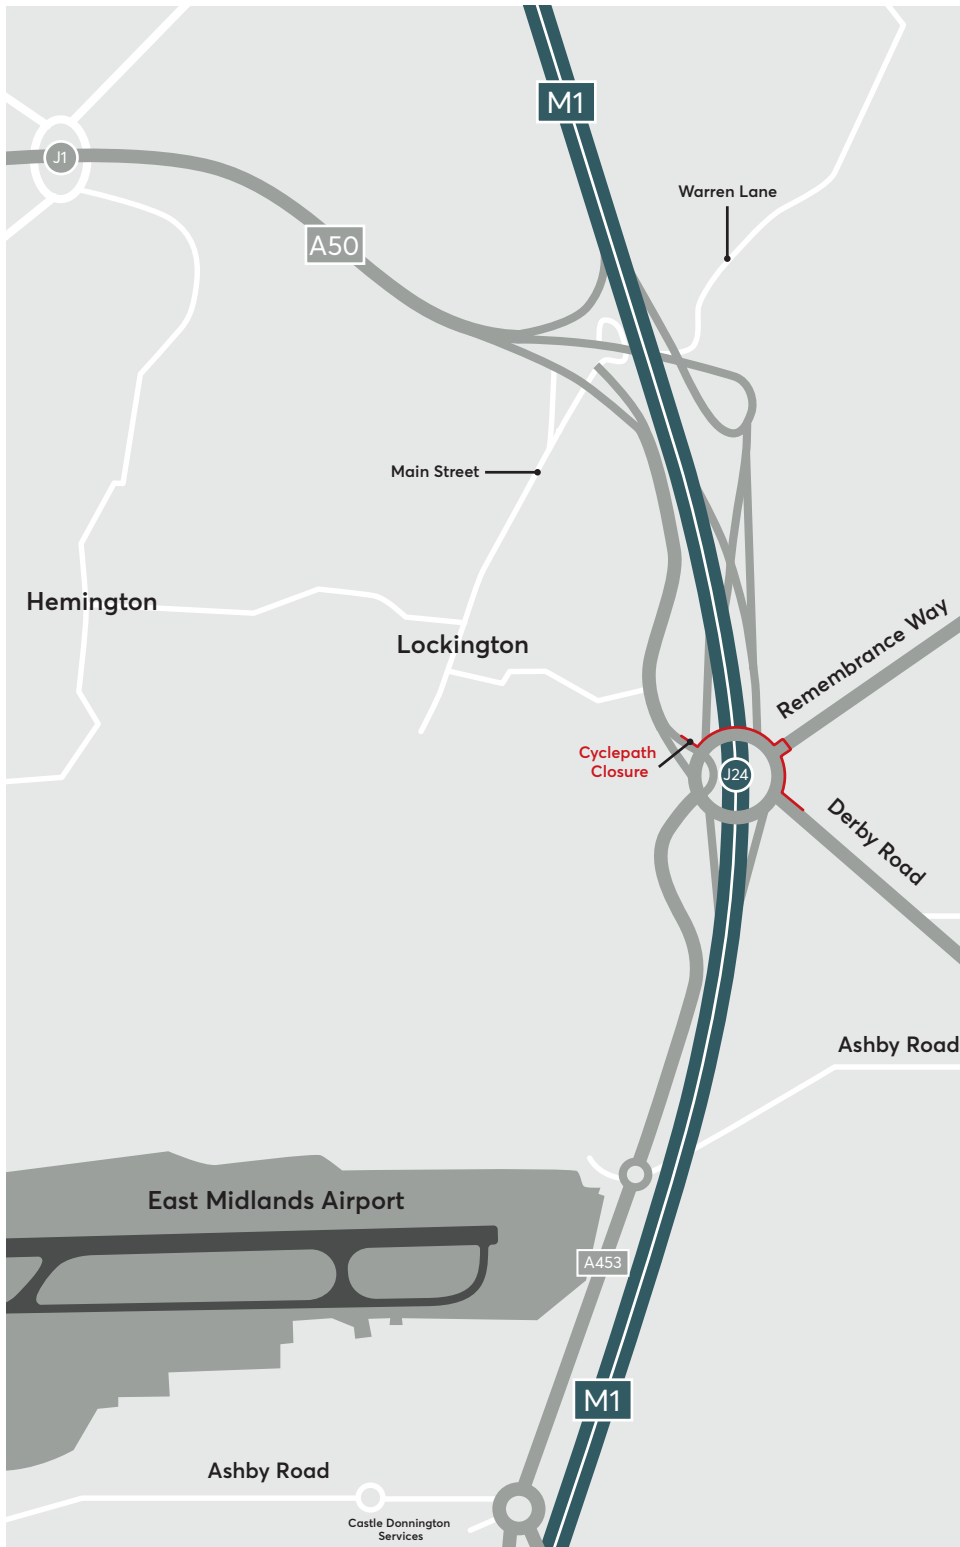 M1
J1
Warren Lane
A50
Main Street
Hemington
Remembrance Way
Lockington
Cyclepath
Closure
J24
Derby Road
Ashby Road
East Midlands Airport
A453
M1
Ashby Road
Castle Donnington
Services